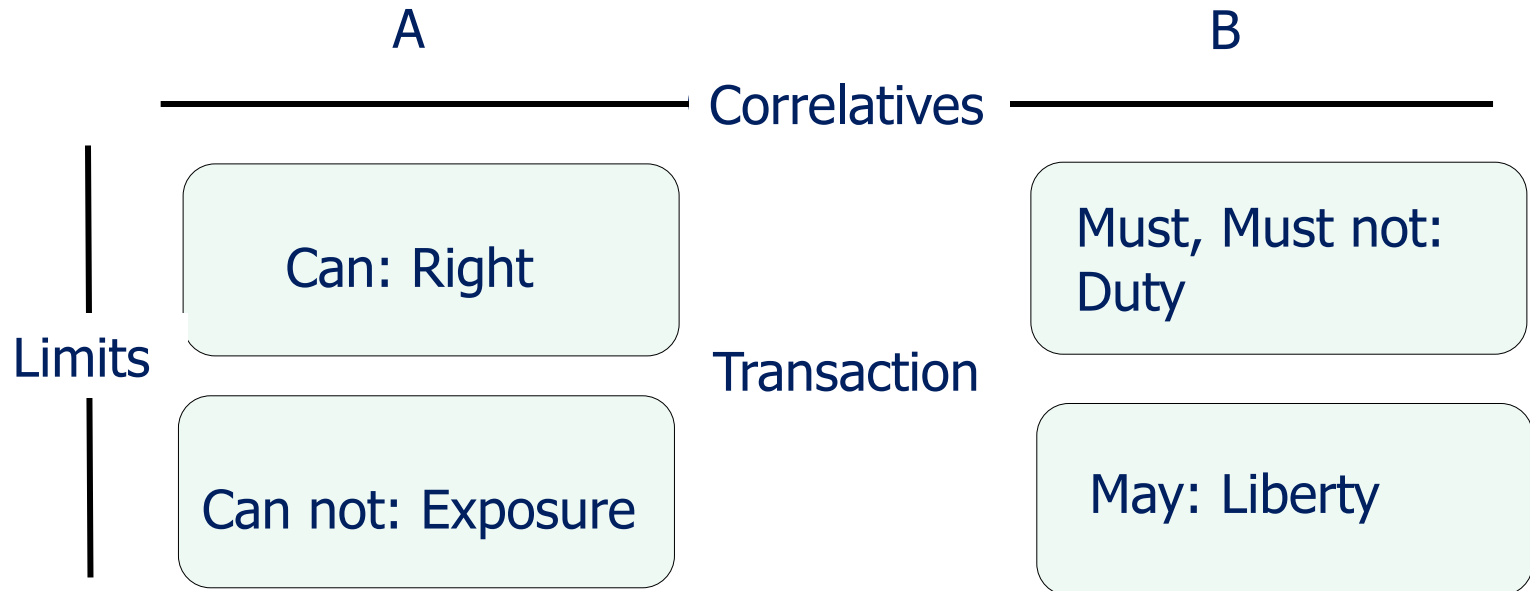 A
B
Correlatives
Can: Right
Must, Must not:
Duty
Limits
Transaction
Can not: Exposure
May: Liberty